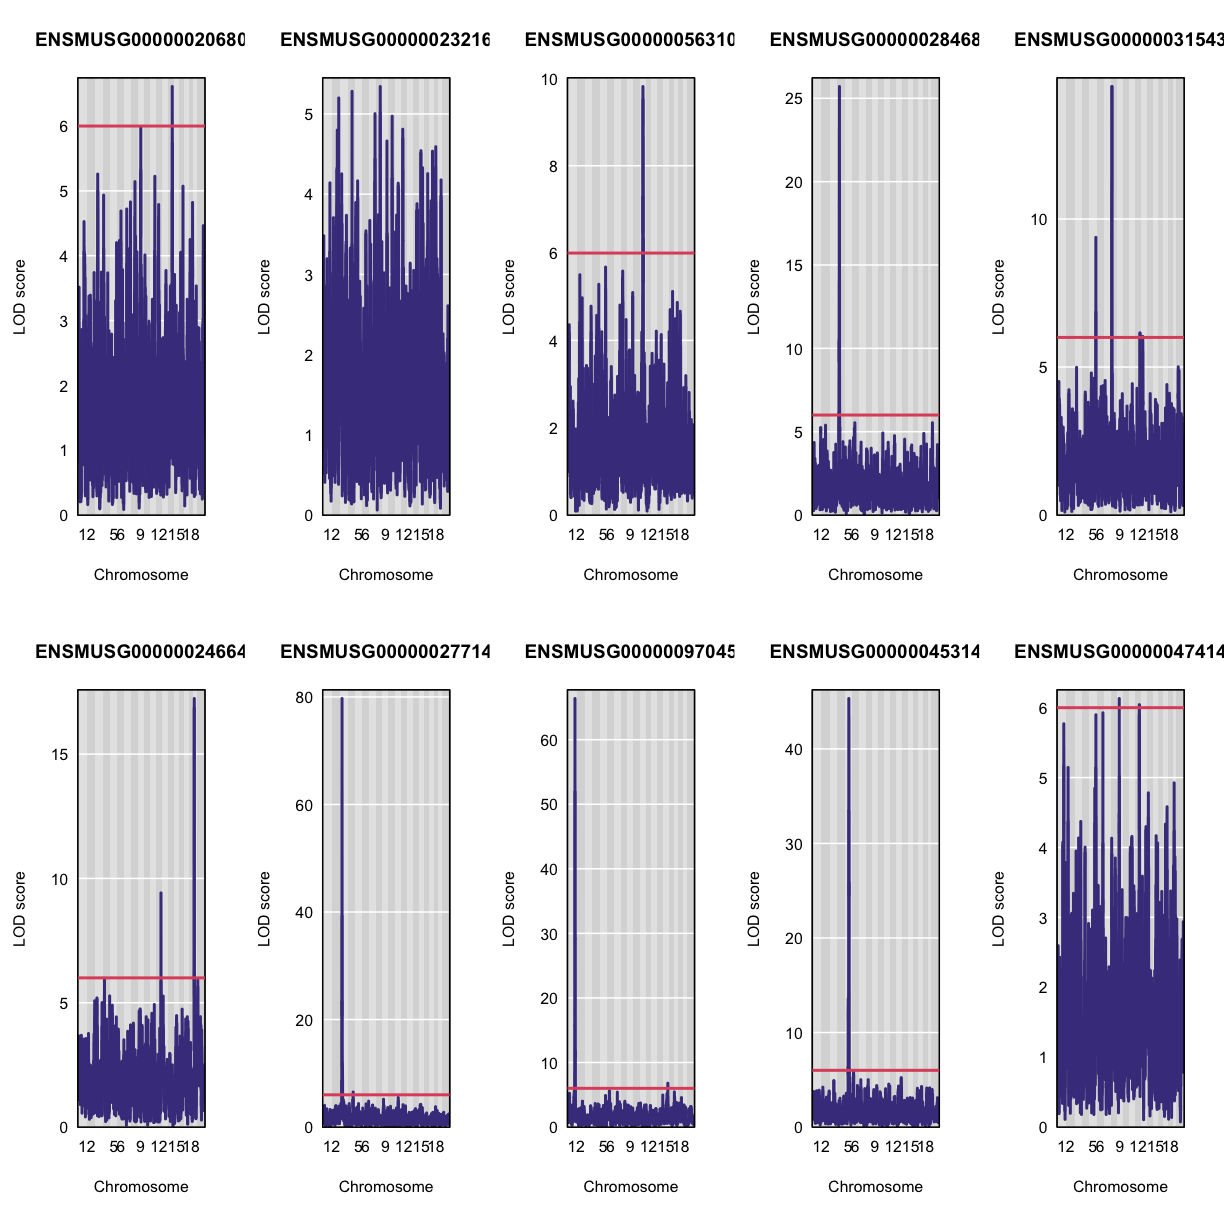 ENSMUSG00000020680 ENSMUSG00000023216 ENSMUSG00000056310 ENSMUSG00000028468 ENSMUSG00000031543
LOD score
0 1 2 3 4 5 6
12 56 9 121518
Chromosome
LOD score
0 1 2 3 4 5
12 56 9 121518
Chromosome
LOD score
0 2 4 6 8 10
12 56 9 121518
Chromosome
LOD score
0 5 10 15 20 25
12 56 9 121518
Chromosome
LOD score
0 5 10
12 56 9 121518
Chromosome
ENSMUSG00000024664 ENSMUSG00000027714 ENSMUSG00000097045 ENSMUSG00000045314 ENSMUSG00000047414
LOD score
0 5 10 15
12 56 9 121518
Chromosome
LOD score
0 20 40 60 80
12 56 9 121518
Chromosome
LOD score
0 10 20 30 40 50 60
12 56 9 121518
Chromosome
LOD score
0 10 20 30 40
12 56 9 121518
Chromosome
LOD score
0 1 2 3 4 5 6
12 56 9 121518
Chromosome